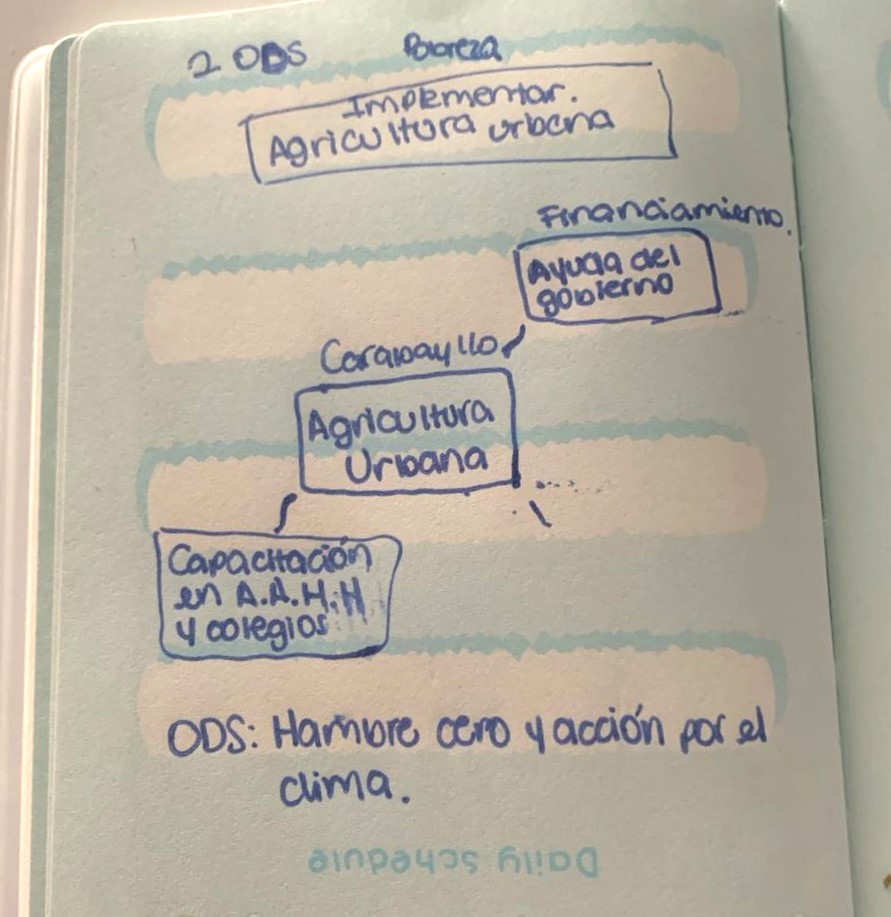 2 ODS Pobreza
Implementar.
Agricultura urbana
Financiamiento.
Ayuda del
gobierno
Carabayllo
Agricultura
Urbana
Capacitación
en A.A.H.H
y colegios
ODS: Hambre cero y acción por el
clima.
Daily schedule